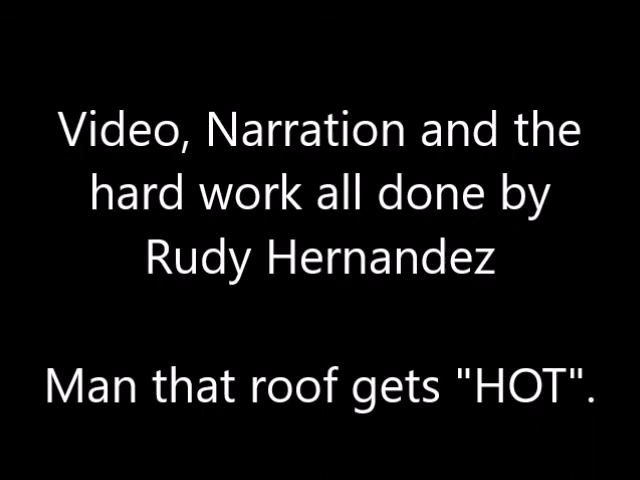 Video, Narration and the
hard work all done by
Rudy Hernandez
Man that roof gets "HOT".